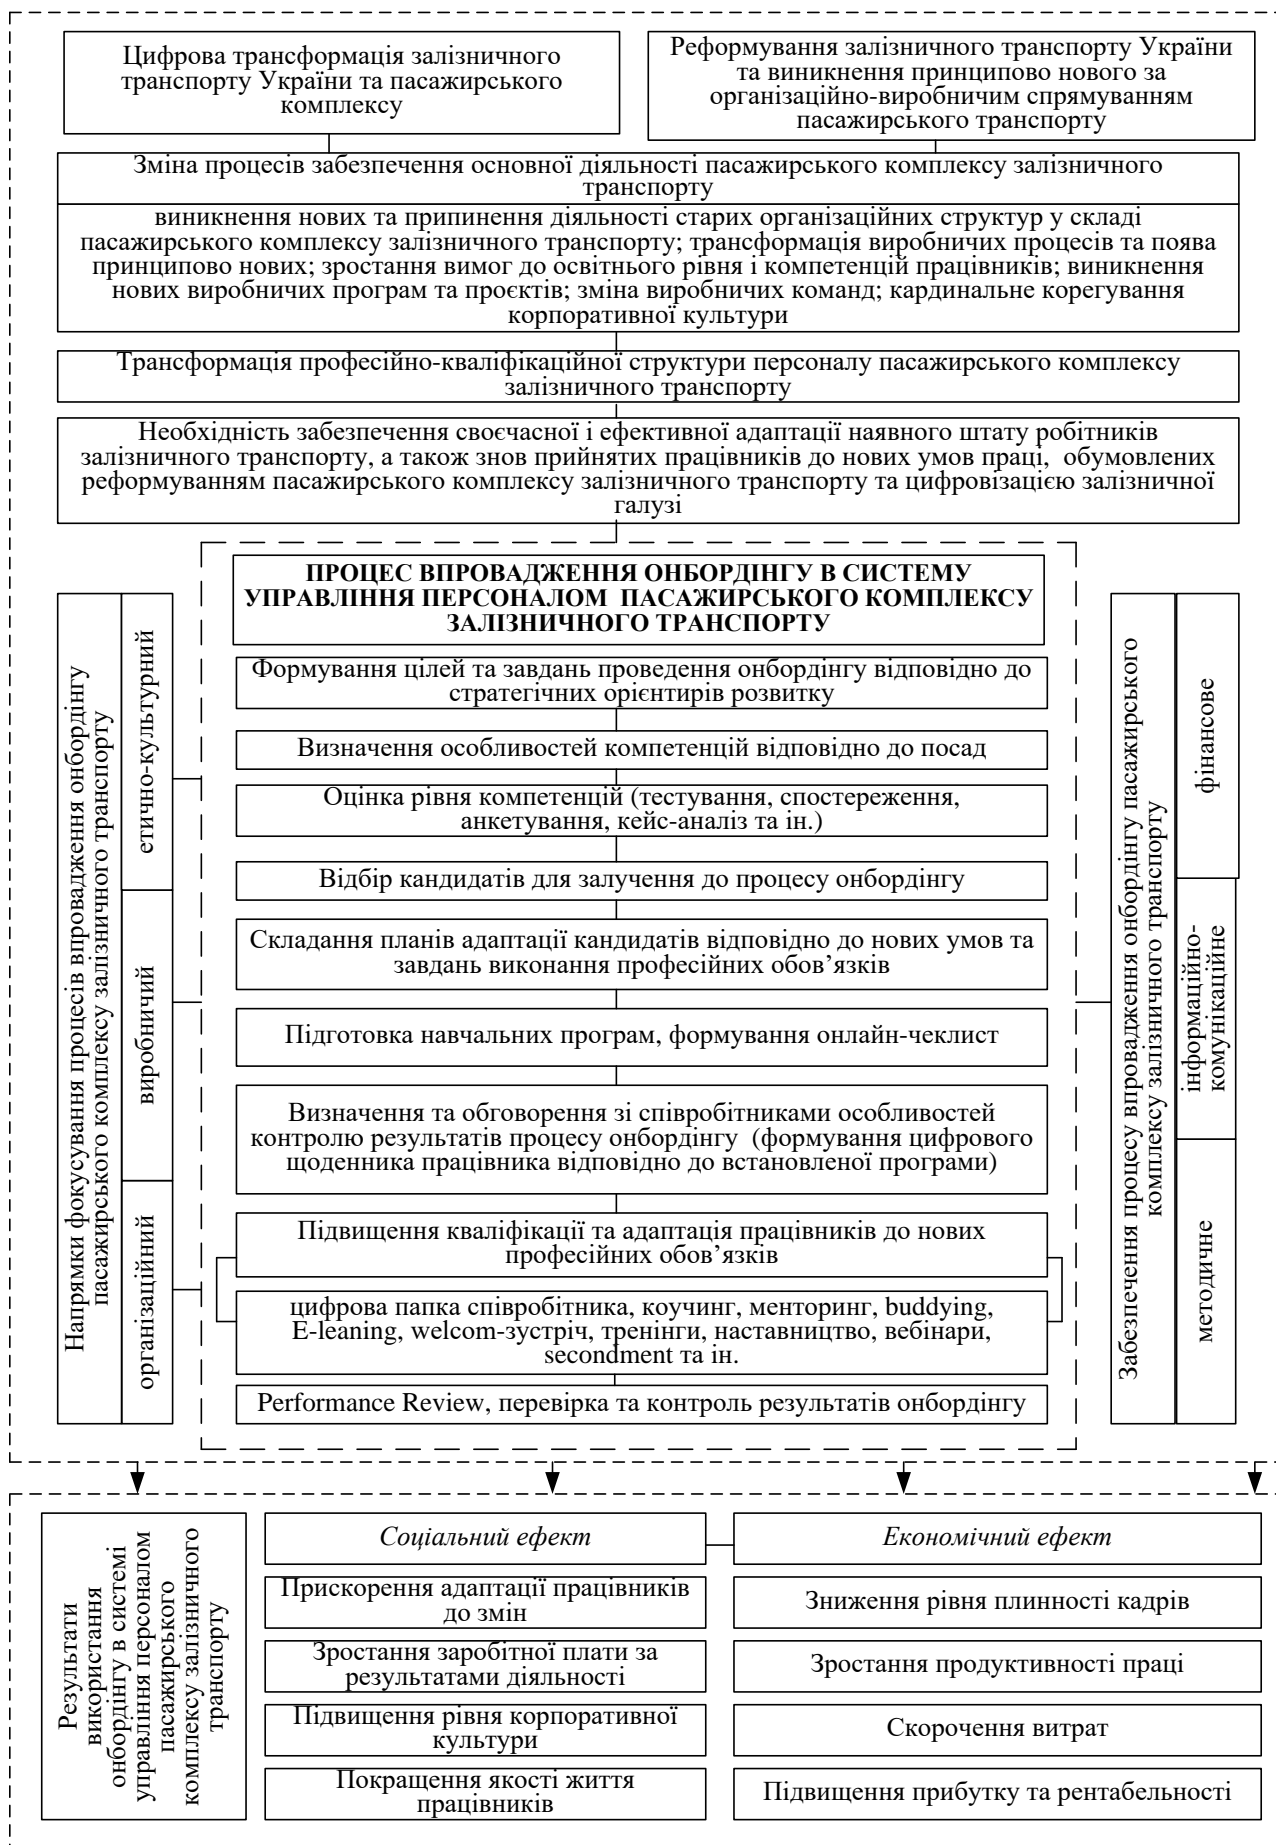 Цифрова трансформація залізничного
транспорту України та пасажирського
комплексу
Реформування залізничного транспорту України
та виникнення принципово нового за
організаційно-виробничим спрямуванням
пасажирського транспорту
Зміна процесів забезпечення основної діяльності пасажирського комплексу залізничного
транспорту
виникнення нових та припинення діяльності старих організаційних структур у складі
пасажирського комплексу залізничного транспорту; трансформація виробничих процесів та поява
принципово нових; зростання вимог до освітнього рівня і компетенцій працівників; виникнення
нових виробничих програм та проєктів; зміна виробничих команд; кардинальне корегування
корпоративної культури
Трансформація професійно-кваліфікаційної структури персоналу пасажирського комплексу
залізничного транспорту
Необхідність забезпечення своєчасної і ефективної адаптації наявного штату робітників
залізничного транспорту, а також знов прийнятих працівників до нових умов праці, обумовлених
реформуванням пасажирського комплексу залізничного транспорту та цифровізацією залізничної
галузі
Напрямки фокусування процесів впровадження онбордінгу
пасажирського комплексу залізничного транспорту
етично-культурний
виробничий
організаційний
ПРОЦЕС ВПРОВАДЖЕННЯ ОНБОРДІНГУ В СИСТЕМУ
УПРАВЛІННЯ ПЕРСОНАЛОМ ПАСАЖИРСЬКОГО КОМПЛЕКСУ
ЗАЛІЗНИЧНОГО ТРАНСПОРТУ
Формування цілей та завдань проведення онбордінгу відповідно до
стратегічних орієнтирів розвитку
Визначення особливостей компетенцій відповідно до посад
Оцінка рівня компетенцій (тестування, спостереження,
анкетування, кейс-аналіз та ін.)
Відбір кандидатів для залучення до процесу онбордінгу
Складання планів адаптації кандидатів відповідно до нових умов та
завдань виконання професійних обов’язків
Підготовка навчальних програм, формування онлайн-чеклист
Визначення та обговорення зі співробітниками особливостей
контролю результатів процесу онбордінгу (формування цифрового
щоденника працівника відповідно до встановленої програми)
Підвищення кваліфікації та адаптація працівників до нових
професійних обов’язків
цифрова папка співробітника, коучинг, менторинг, buddying,
E-leaning, welcom-зустріч, тренінги, наставництво, вебінари,
secondment та ін.
Performance Review, перевірка та контроль результатів онбордінгу
Забезпечення процесу впровадження онбордінгу пасажирського
комплексу залізничного транспорту
фінансове
інформаційно-
комунікаційне
методичне
Результати
використання
онбордінгу в системі
управління персоналом
пасажирського
комплексу залізничного
транспорту
Соціальний ефект
Економічний ефект
Прискорення адаптації працівників
до змін
Зниження рівня плинності кадрів
Зростання заробітної плати за
результатами діяльності
Зростання продуктивності праці
Підвищення рівня корпоративної
культури
Скорочення витрат
Покращення якості життя
працівників
Підвищення прибутку та рентабельності